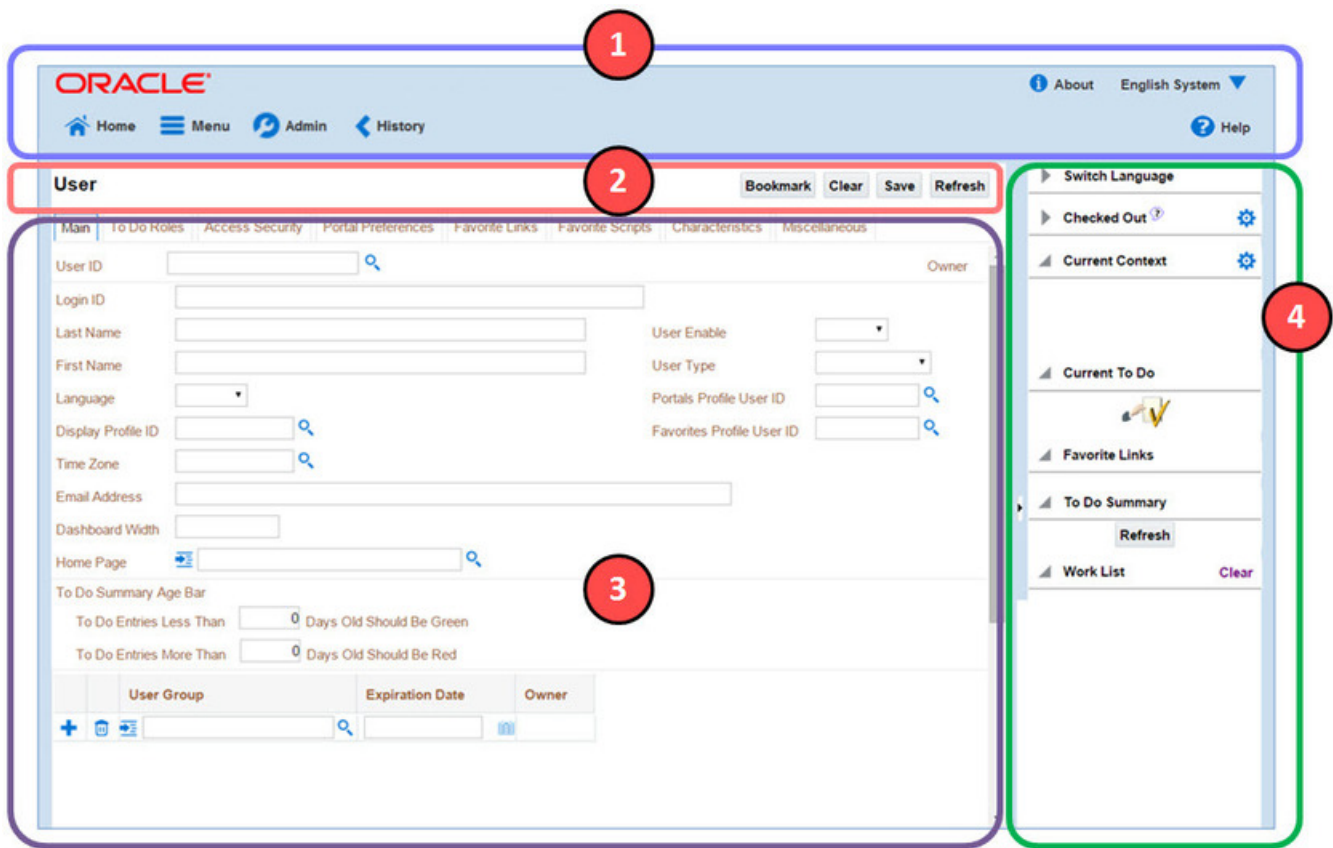 1
ORACLE
About English System
Home Menu Admin History Help
2
User Bookmark Clear Save Refresh
Main To Do Roles Access Security Portal Preferences Favorite Links Favorite Scripts Characteristics Miscellaneous
User ID Owner
Login ID
Last Name User Enable
First Name User Type
Language Portals Profile User ID
Display Profile ID Favorites Profile User ID
Time Zone
Email Address
Dashboard Width
Home Page
3
To Do Summary Age Bar
To Do Entries Less Than 0 Days Old Should Be Green
To Do Entries More Than 0 Days Old Should Be Red
User Group Expiration Date Owner
Switch Language
Checked Out ?
Current Context
4
Current To Do
Favorite Links
To Do Summary
Refresh
Work List Clear